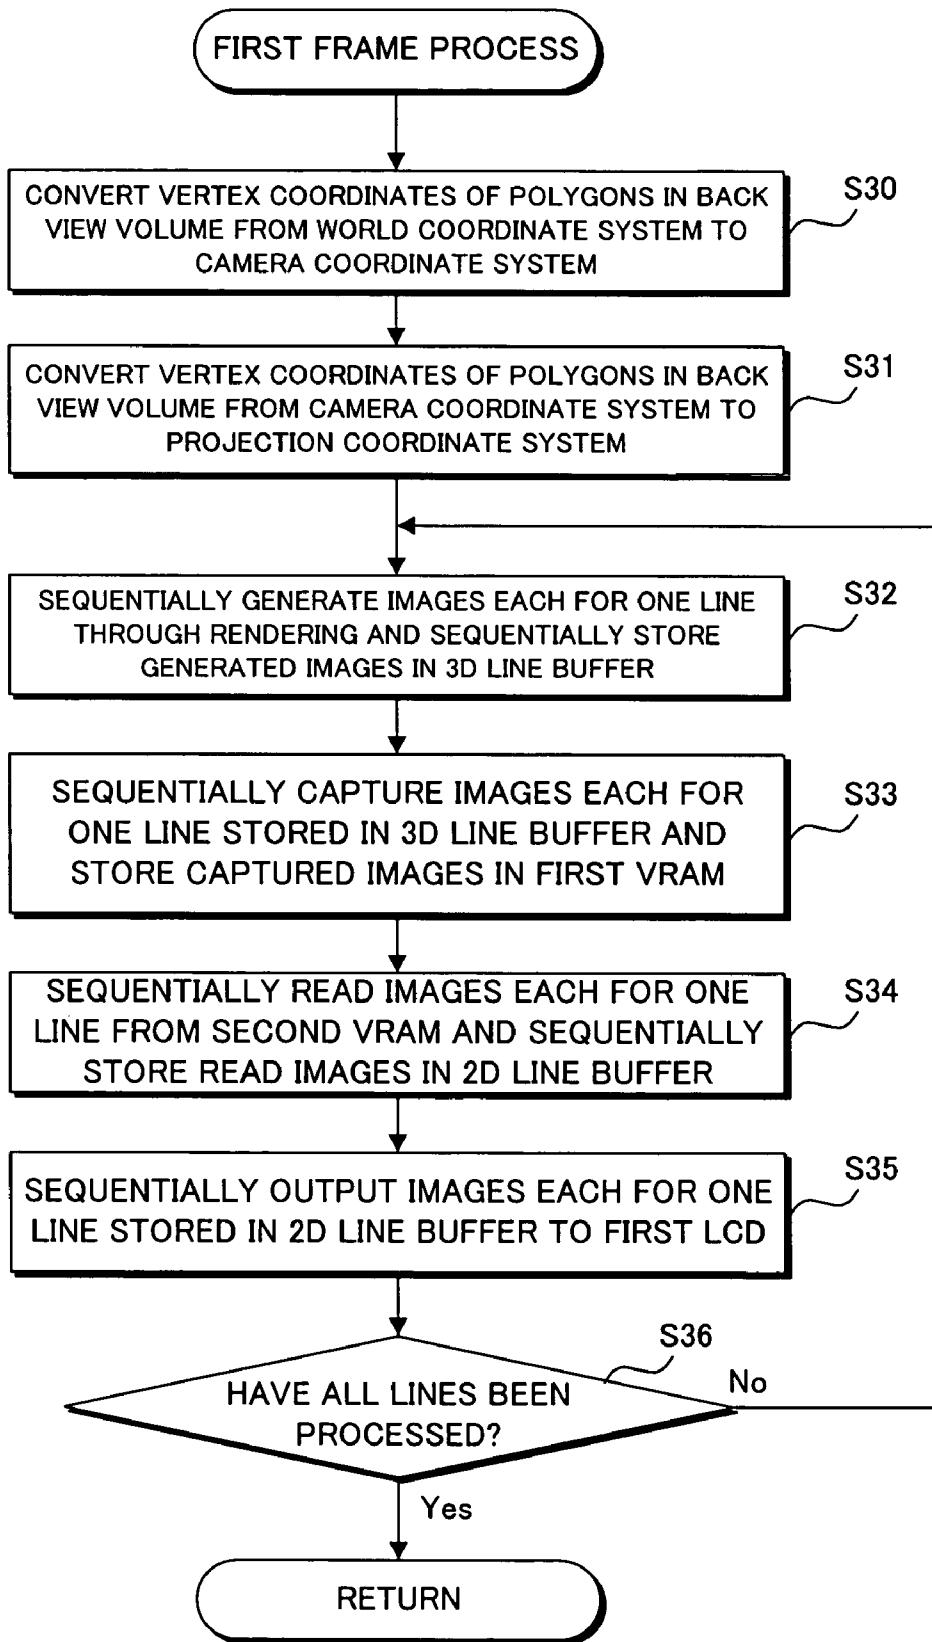 FIRST FRAME PROCESS
CONVERT VERTEX COORDINATES OF POLYGONS IN BACK
VIEW VOLUME FROM WORLD COORDINATE SYSTEM TO
CAMERA COORDINATE SYSTEM
S30
CONVERT VERTEX COORDINATES OF POLYGONS IN BACK
VIEW VOLUME FROM CAMERA COORDINATE SYSTEM TO
PROJECTION COORDINATE SYSTEM
S31
SEQUENTIALLY GENERATE IMAGES EACH FOR ONE LINE
THROUGH RENDERING AND SEQUENTIALLY STORE
GENERATED IMAGES IN 3D LINE BUFFER
S32
SEQUENTIALLY CAPTURE IMAGES EACH FOR
ONE LINE STORED IN 3D LINE BUFFER AND
STORE CAPTURED IMAGES IN FIRST VRAM
S33
SEQUENTIALLY READ IMAGES EACH FOR ONE
LINE FROM SECOND VRAM AND SEQUENTIALLY
STORE READ IMAGES IN 2D LINE BUFFER
S34
SEQUENTIALLY OUTPUT IMAGES EACH FOR ONE
LINE STORED IN 2D LINE BUFFER TO FIRST LCD
S35
HAVE ALL LINES BEEN
PROCESSED?
S36
No
Yes
RETURN